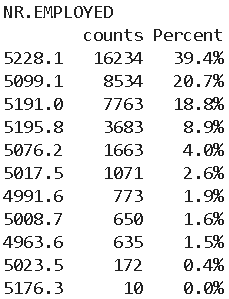 NR.EMPLOYED
counts Percent
5228.1 16234 39.4%
5099.1 8534 20.7%
5191.0 7763 18.8%
5195.8 3683 8.9%
5076.2 1663 4.0%
5017.5 1071 2.6%
4991.6 773 1.9%
5008.7 650 1.6%
4963.6 635 1.5%
5023.5 172 0.4%
5176.3 10 0.0%